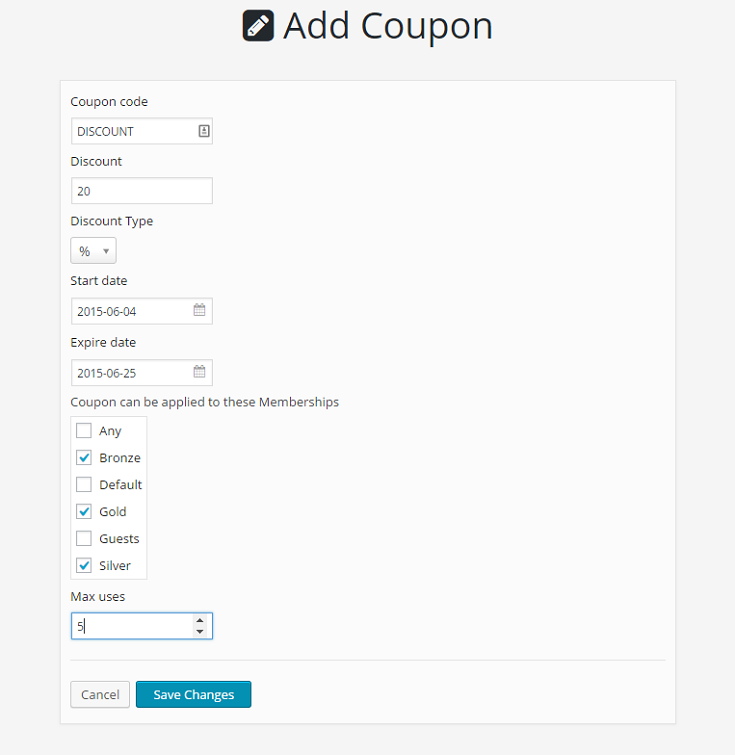 Add Coupon
Coupon code
DISCOUNT
Discount
20
Discount Type
%
Start date
2015-06-04
Expire date
2015-06-25
Coupon can be applied to these Memberships
Any
Bronze
Default
Gold
Guests
Silver
Max uses
5
Cancel Save Changes